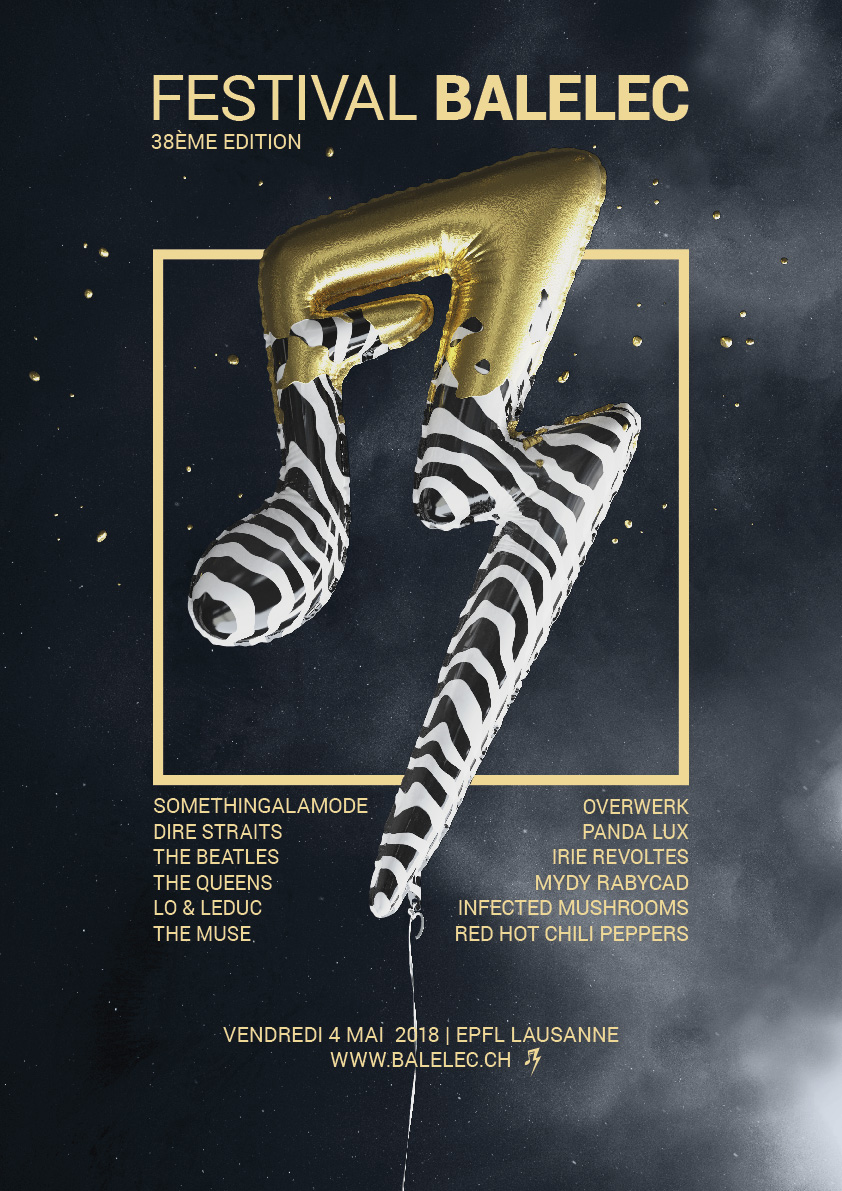 FESTIVAL BALELEC
38ÈME EDITION
SOMETHINGALAMODE
DIRE STRAITS
THE BEATLES
THE QUEENS
LO & LEDUC
THE MUSE
OVERWERK
PANDA LUX
IRIE REVOLTES
MYDY RABYCAD
INFECTED MUSHROOMS
RED HOT CHILI PEPPERS
VENDREDI 4 MAI 2018 | EPFL LAUSANNE
WWW.BALELEC.CH